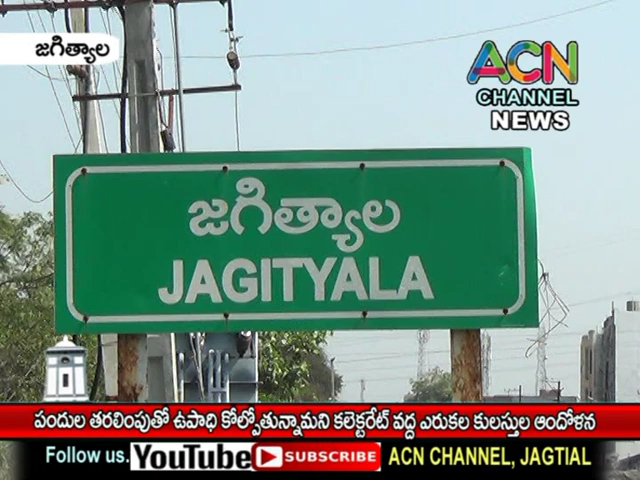 జగిత్యాల
ACN
CHANNEL
NEWS
జగిత్యాల
JAGITYALA
పందుల తరలింపుతో ఉపాధి కోల్పోతున్నామని కలెక్టరేట్ వద్ద ఎరుకల కులస్తుల ఆందోళన
Follow us. YouTube SUBSCRIBE ACN CHANNEL, JAGTIAL